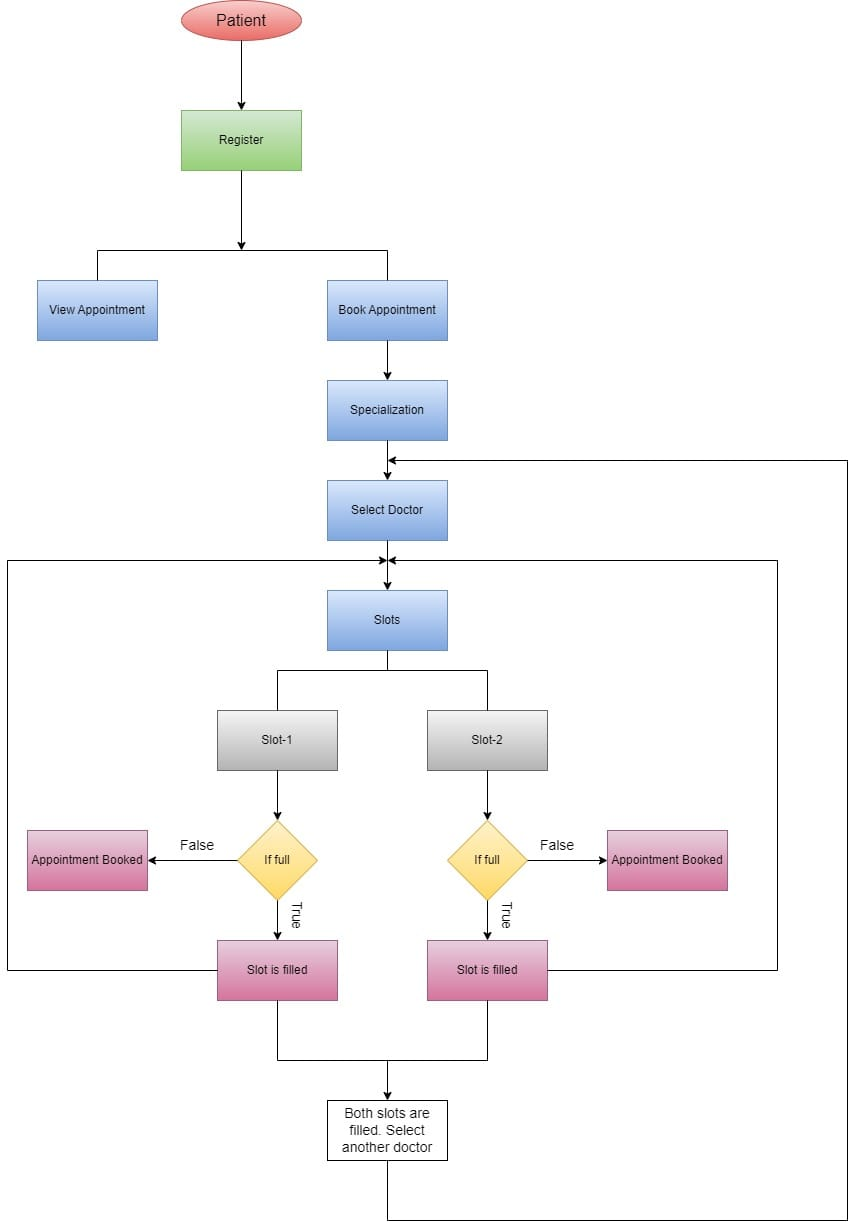 Patient
Register
View Appointment
Book Appointment
Specialization
Select Doctor
Slots
Slot-1
Slot-2
False
False
Appointment Booked
If full
If full
Appointment Booked
True
True
Slot is filled
Slot is filled
Both slots are
filled. Select
another doctor